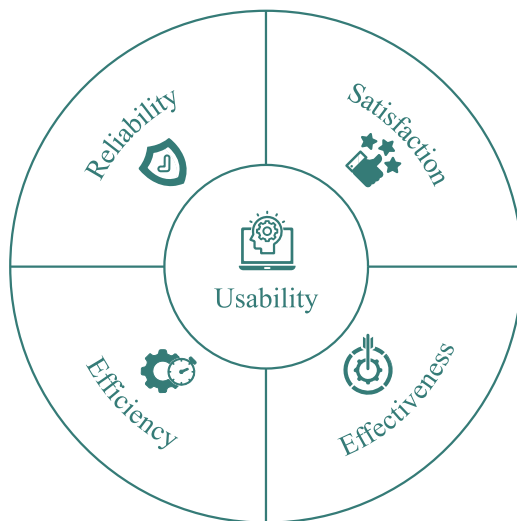 Reliability
Satisfaction
Usability
Efficiency
Effectiveness